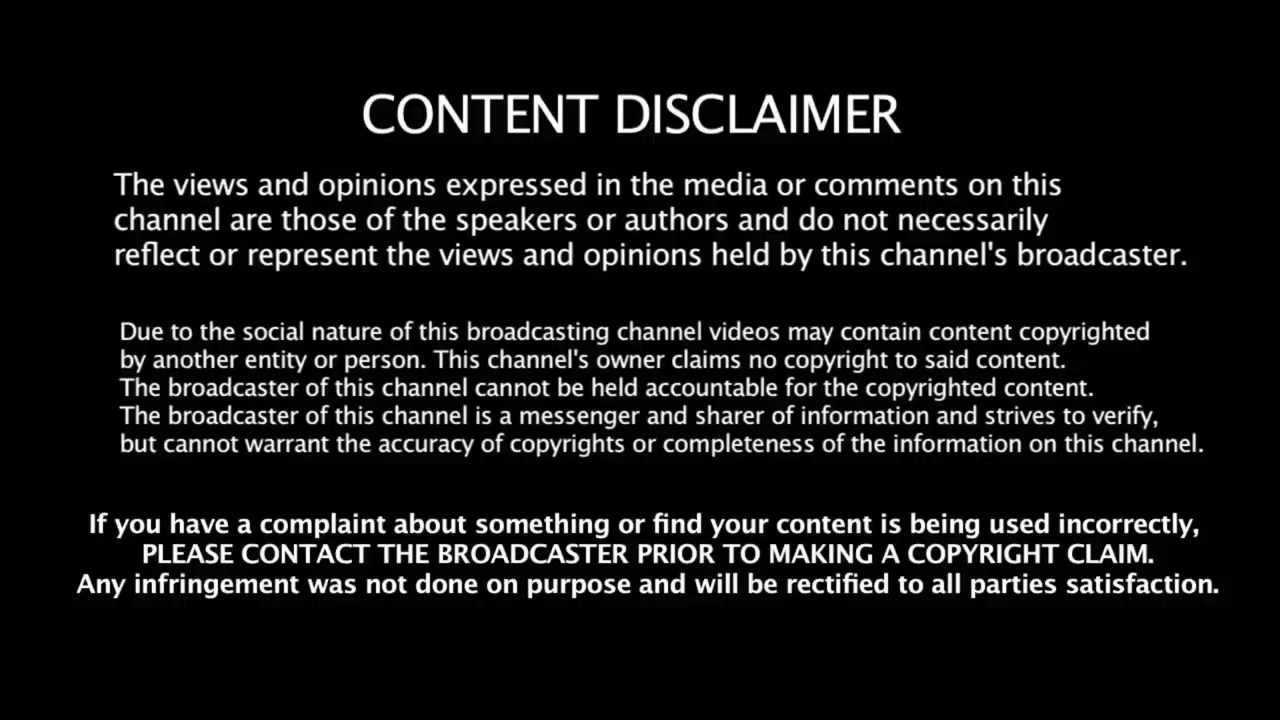 CONTENT DISCLAIMER
The views and opinions expressed in the media or comments on this
channel are those of the speakers or authors and do not necessarily
reflect or represent the views and opinions held by this channel's broadcaster.
Due to the social nature of this broadcasting channel videos may contain content copyrighted
by another entity or person. This channel's owner claims no copyright to said content.
The broadcaster of this channel cannot be held accountable for the copyrighted content.
The broadcaster of this channel is a messenger and sharer of information and strives to verify,
but cannot warrant the accuracy of copyrights or completeness of the information on this channel.
If you have a complaint about something or find your content is being used incorrectly,
PLEASE CONTACT THE BROADCASTER PRIOR TO MAKING A COPYRIGHT CLAIM.
Any infringement was not done on purpose and will be rectified to all parties satisfaction.